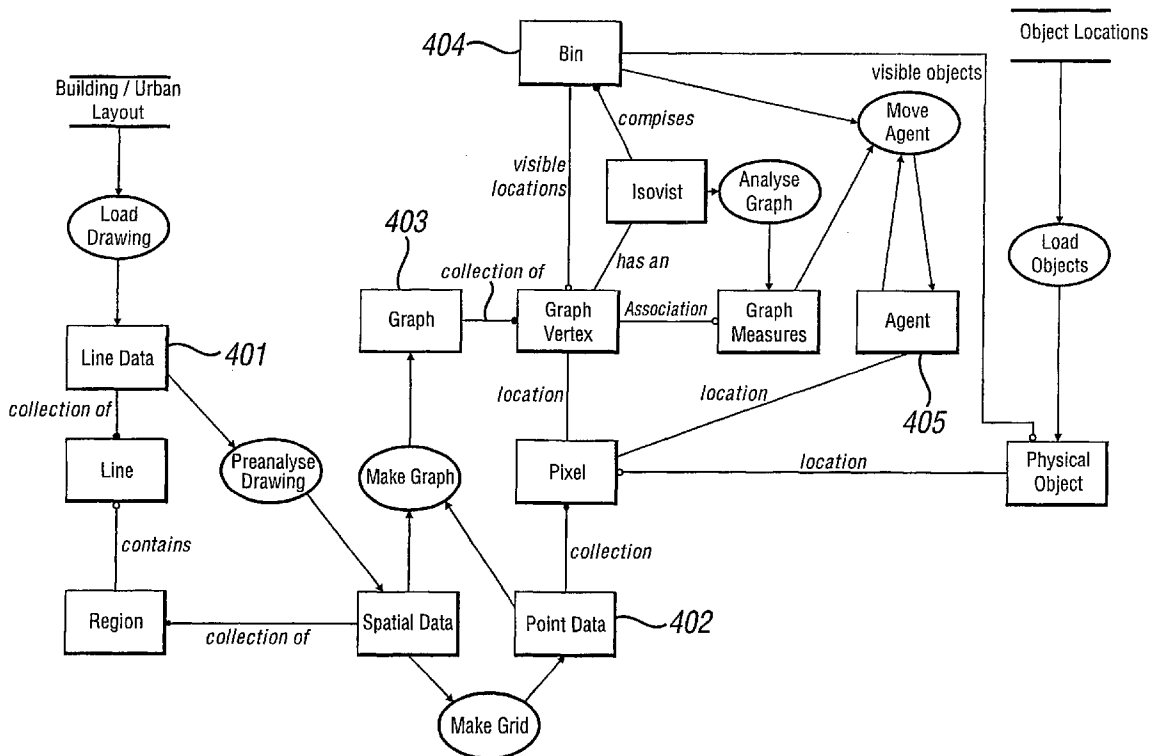 404
Bin
Object Locations
Building / Urban
Layout
visible objects
Move
Agent
compises
visible
locations
Isovist
Analyse
Graph
Load
Drawing
403
has an
Load
Objects
collection of
Graph
Graph
Vertex
Association
Graph
Measures
Agent
Line Data
401
location
location
405
collection of
Line
Preanalyse
Drawing
Make Graph
Pixel
location
Physical
Object
contains
collection
Region
Spatial Data
Point Data
402
collection of
Make Grid